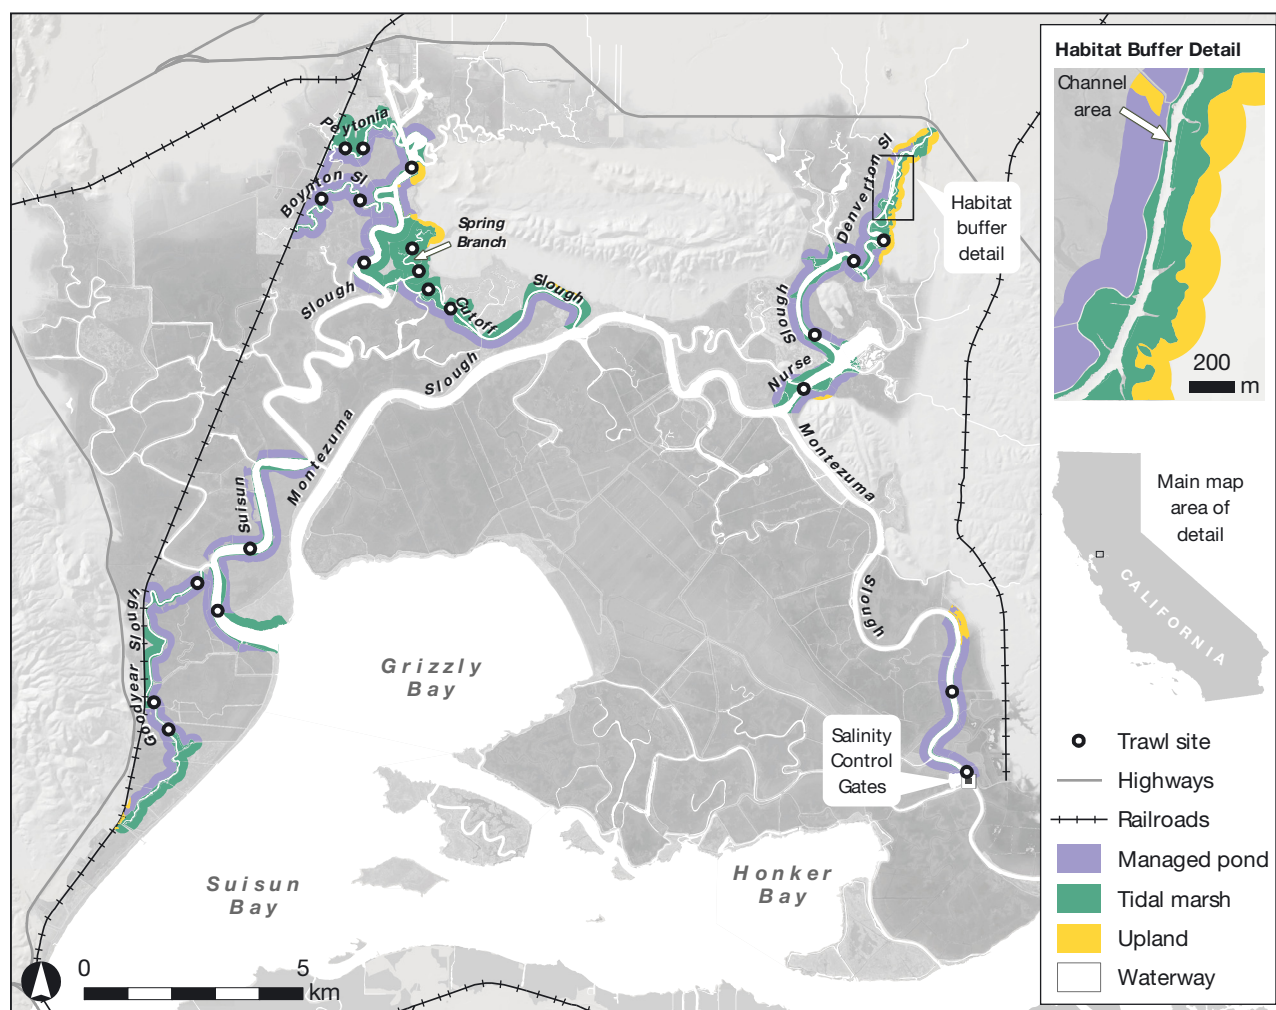 Peytonia
Boynton Sl
Spring
Branch
Slough
Cutoff
Slough
Slough
Montezuma
Suisun
Goodyear Slough
Denverton Sl
Habitat
buffer
detail
Slough
Nurse
Montezuma
Slough
Grizzly
Bay
Salinity
Control
Gates
Suisun
Bay
Honker
Bay
0
5
km
Habitat Buffer Detail
Channel
area
200
m
Main map
area of
detail
CALIFORNIA
Trawl site
Highways
Railroads
Managed pond
Tidal marsh
Upland
Waterway